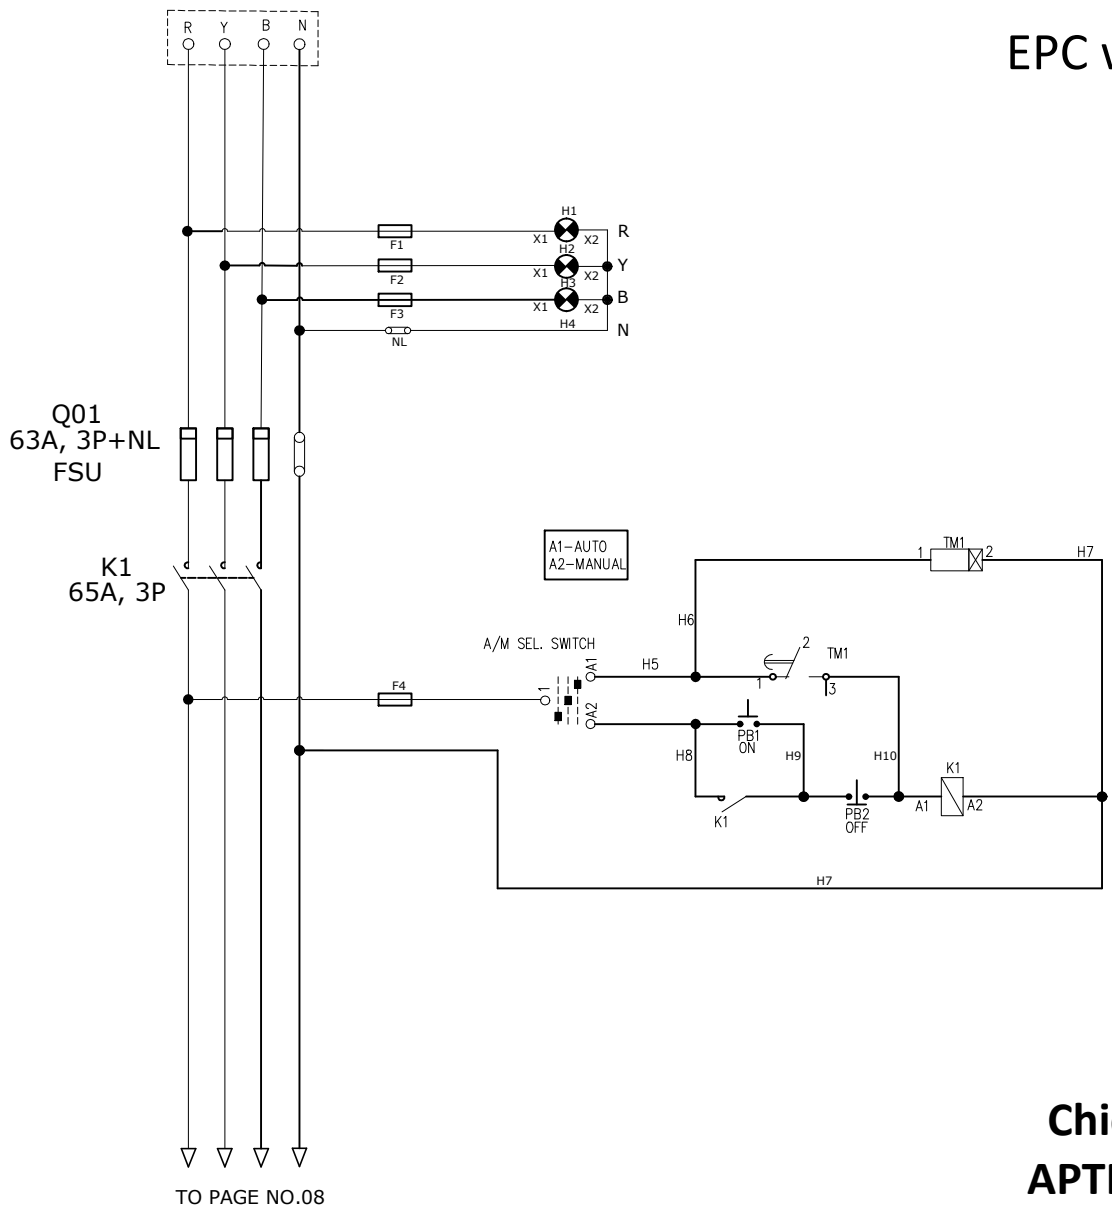 R Y B N
EPC
H1
X1 X2 R
F1
H2
X1 X2 Y
F2
H3
X1 X2 B
F3
H4 N
NL
Q01
63A, 3P+NL
FSU
A1-AUTO
A2-MANUAL
K1
65A, 3P
1 TM1 2 H7
H6
A/M SEL. SWITCH
A1
H5
2
TM1
1
3
1
F4
A2
PB1
ON
H8
H9
H10
K1
K1
PB2
OFF
A1 A2
H7
TO PAGE NO.08